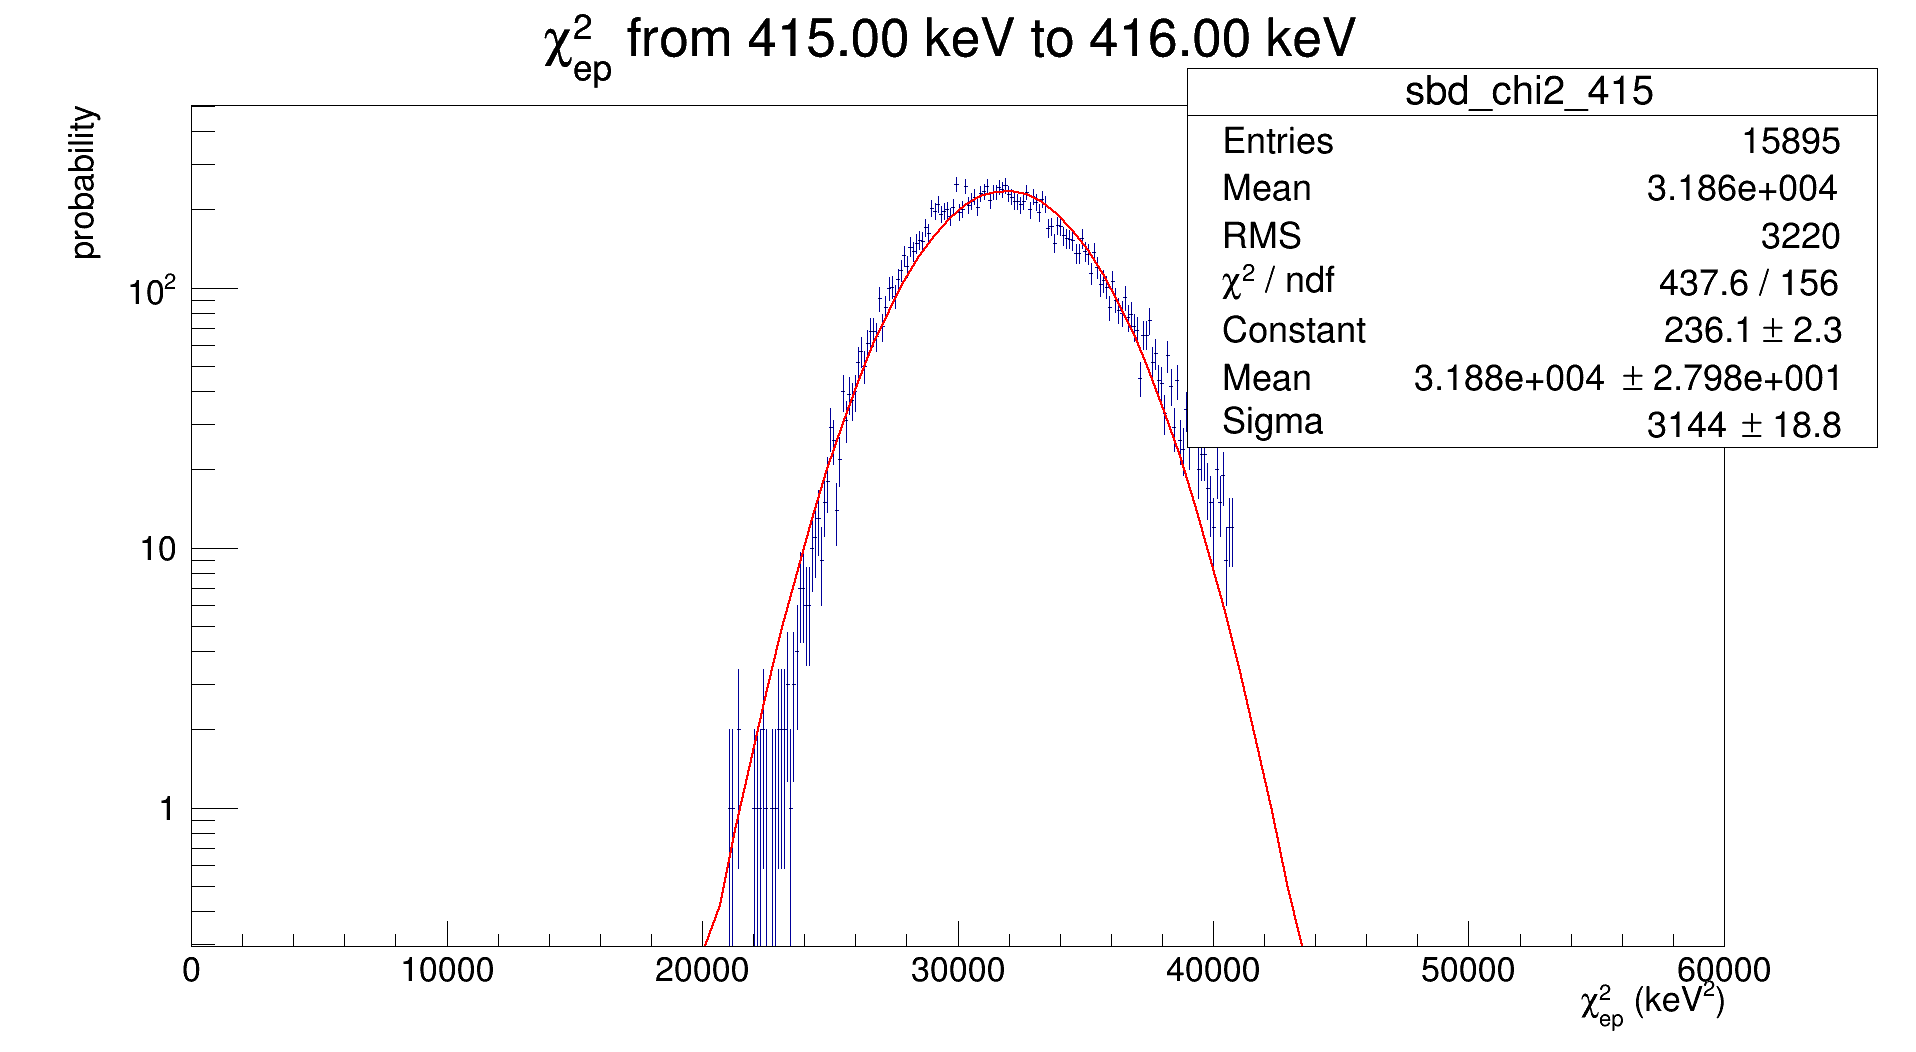 χ²ep from 415.00 keV to 416.00 keV
sbd_chi2_415
Entries 15895
Mean 3.186e+004
RMS 3220
χ² / ndf 437.6 / 156
Constant 236.1 ± 2.3
Mean 3.188e+004 ± 2.798e+001
Sigma 3144 ± 18.8
probability
10²
10
1
0 10000 20000 30000 40000 50000 60000
χ²ep (keV²)